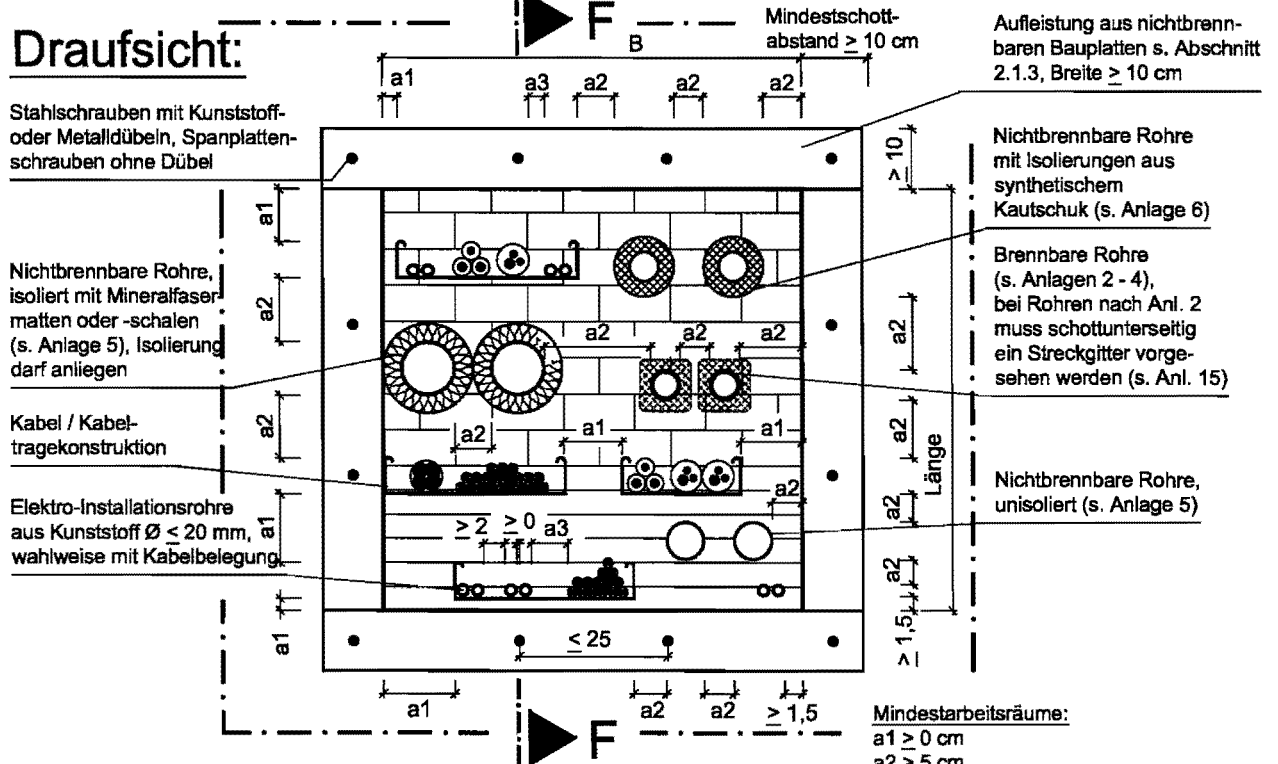 Draufsicht:
F
B
Mindestschott-
abstand ≥ 10 cm
Aufleistung aus nichtbrenn-
baren Bauplatten s. Abschnitt
2.1.3, Breite ≥ 10 cm
a1
a3
a2
a2
a2
Stahlschrauben mit Kunststoff-
oder Metalldübeln, Spanplatten-
schrauben ohne Dübel
≥ 10
Nichtbrennbare Rohre
mit Isolierungen aus
synthetischem
Kautschuk (s. Anlage 6)
a1
Nichtbrennbare Rohre,
isoliert mit Mineralfaser
matten oder -schalen
(s. Anlage 5), Isolierung
darf anliegen
a2
Brennbare Rohre
(s. Anlagen 2 - 4),
bei Rohren nach Anl. 2
muss schottunterseitig
ein Streckgitter vorge-
sehen werden (s. Anl. 15)
a2
a2
a2
a2
Kabel / Kabel-
tragekonstruktion
a2
a2
a1
a1
a2
Länge
Elektro-Installationsrohre
aus Kunststoff Ø ≤ 20 mm,
wahlweise mit Kabelbelegung
a1
> 2
≥ 0
a3
a2
a2
Nichtbrennbare Rohre,
unisoliert (s. Anlage 5)
a2
a1
≥ 1,5
≤ 25
a1
a2
a2
≥ 1,5
F
Mindestarbeitsräume:
a1 ≥ 0 cm
a2 ≥ 5 cm